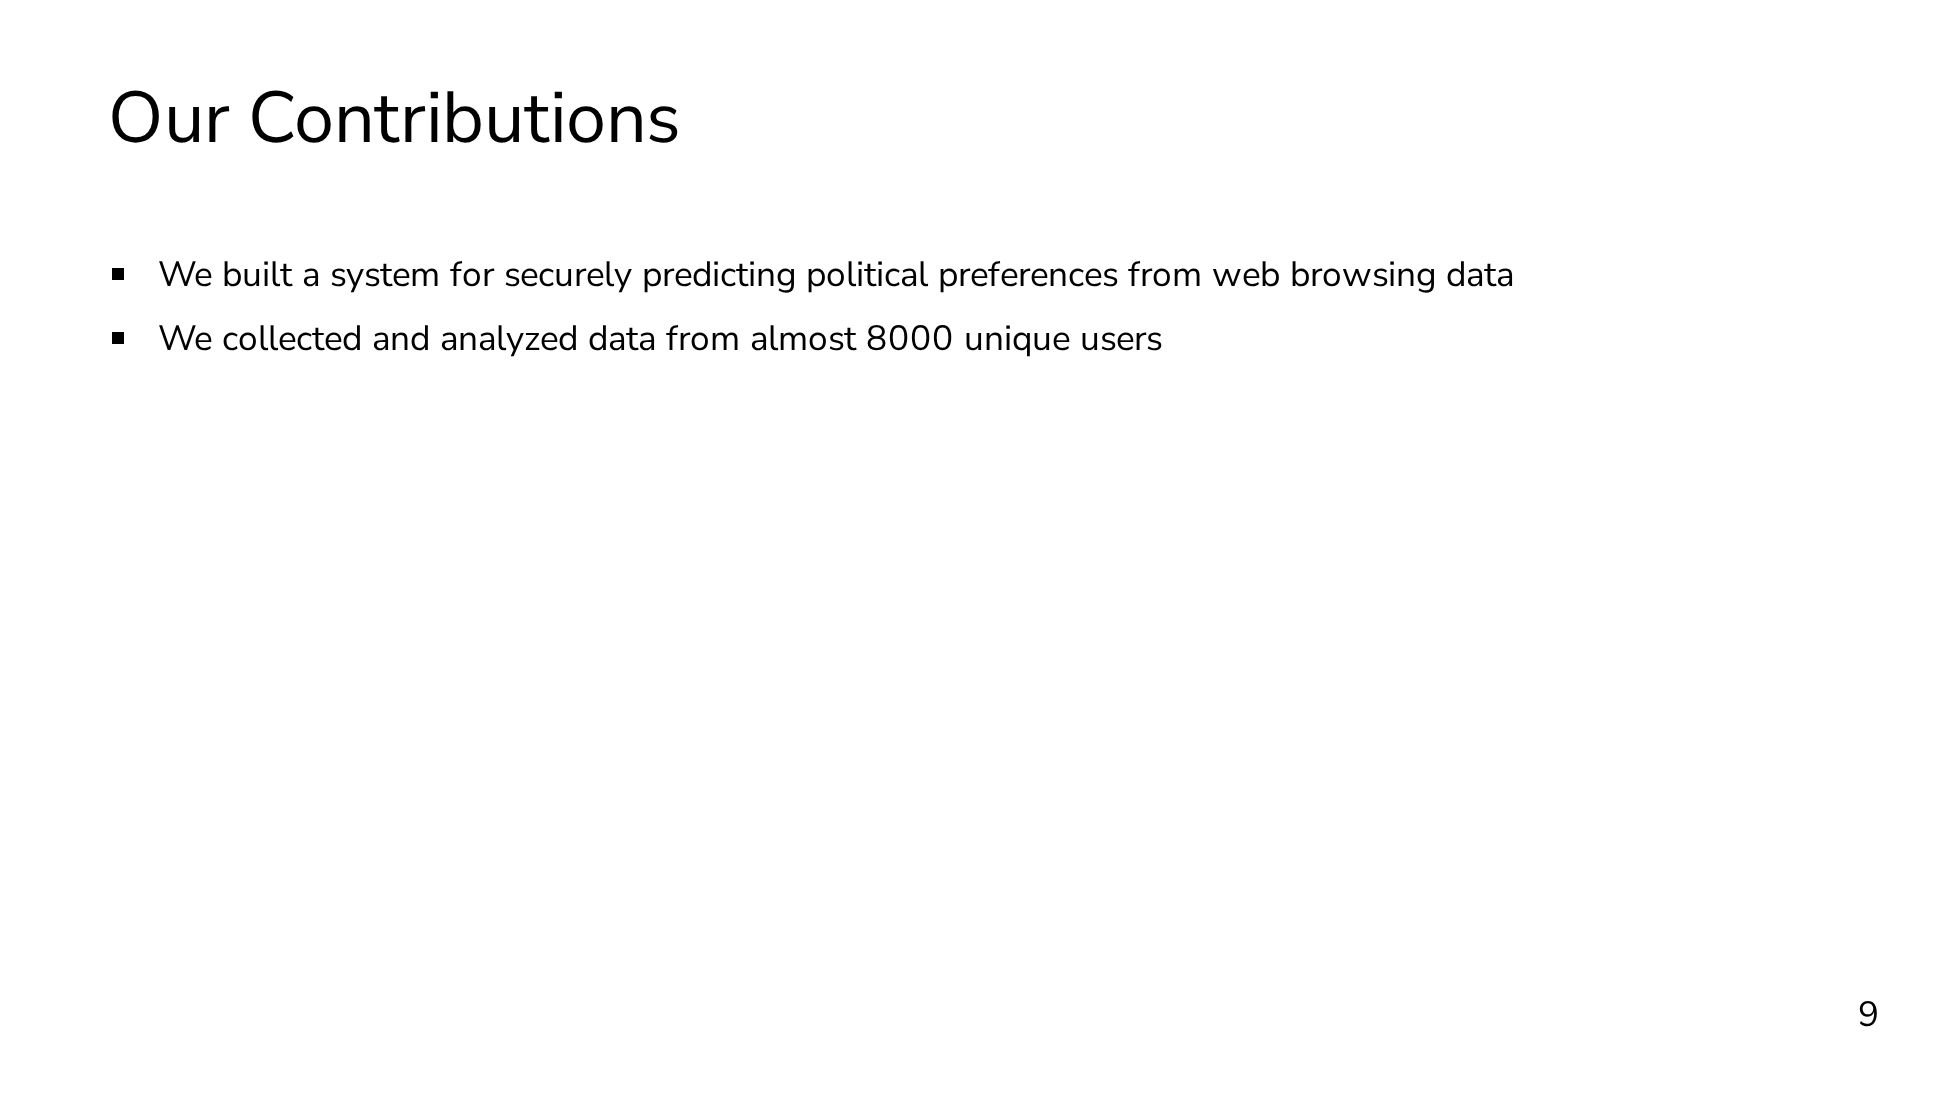 Our Contributions
▪ We built a system for securely predicting political preferences from web browsing data
▪ We collected and analyzed data from almost 8000 unique users
9